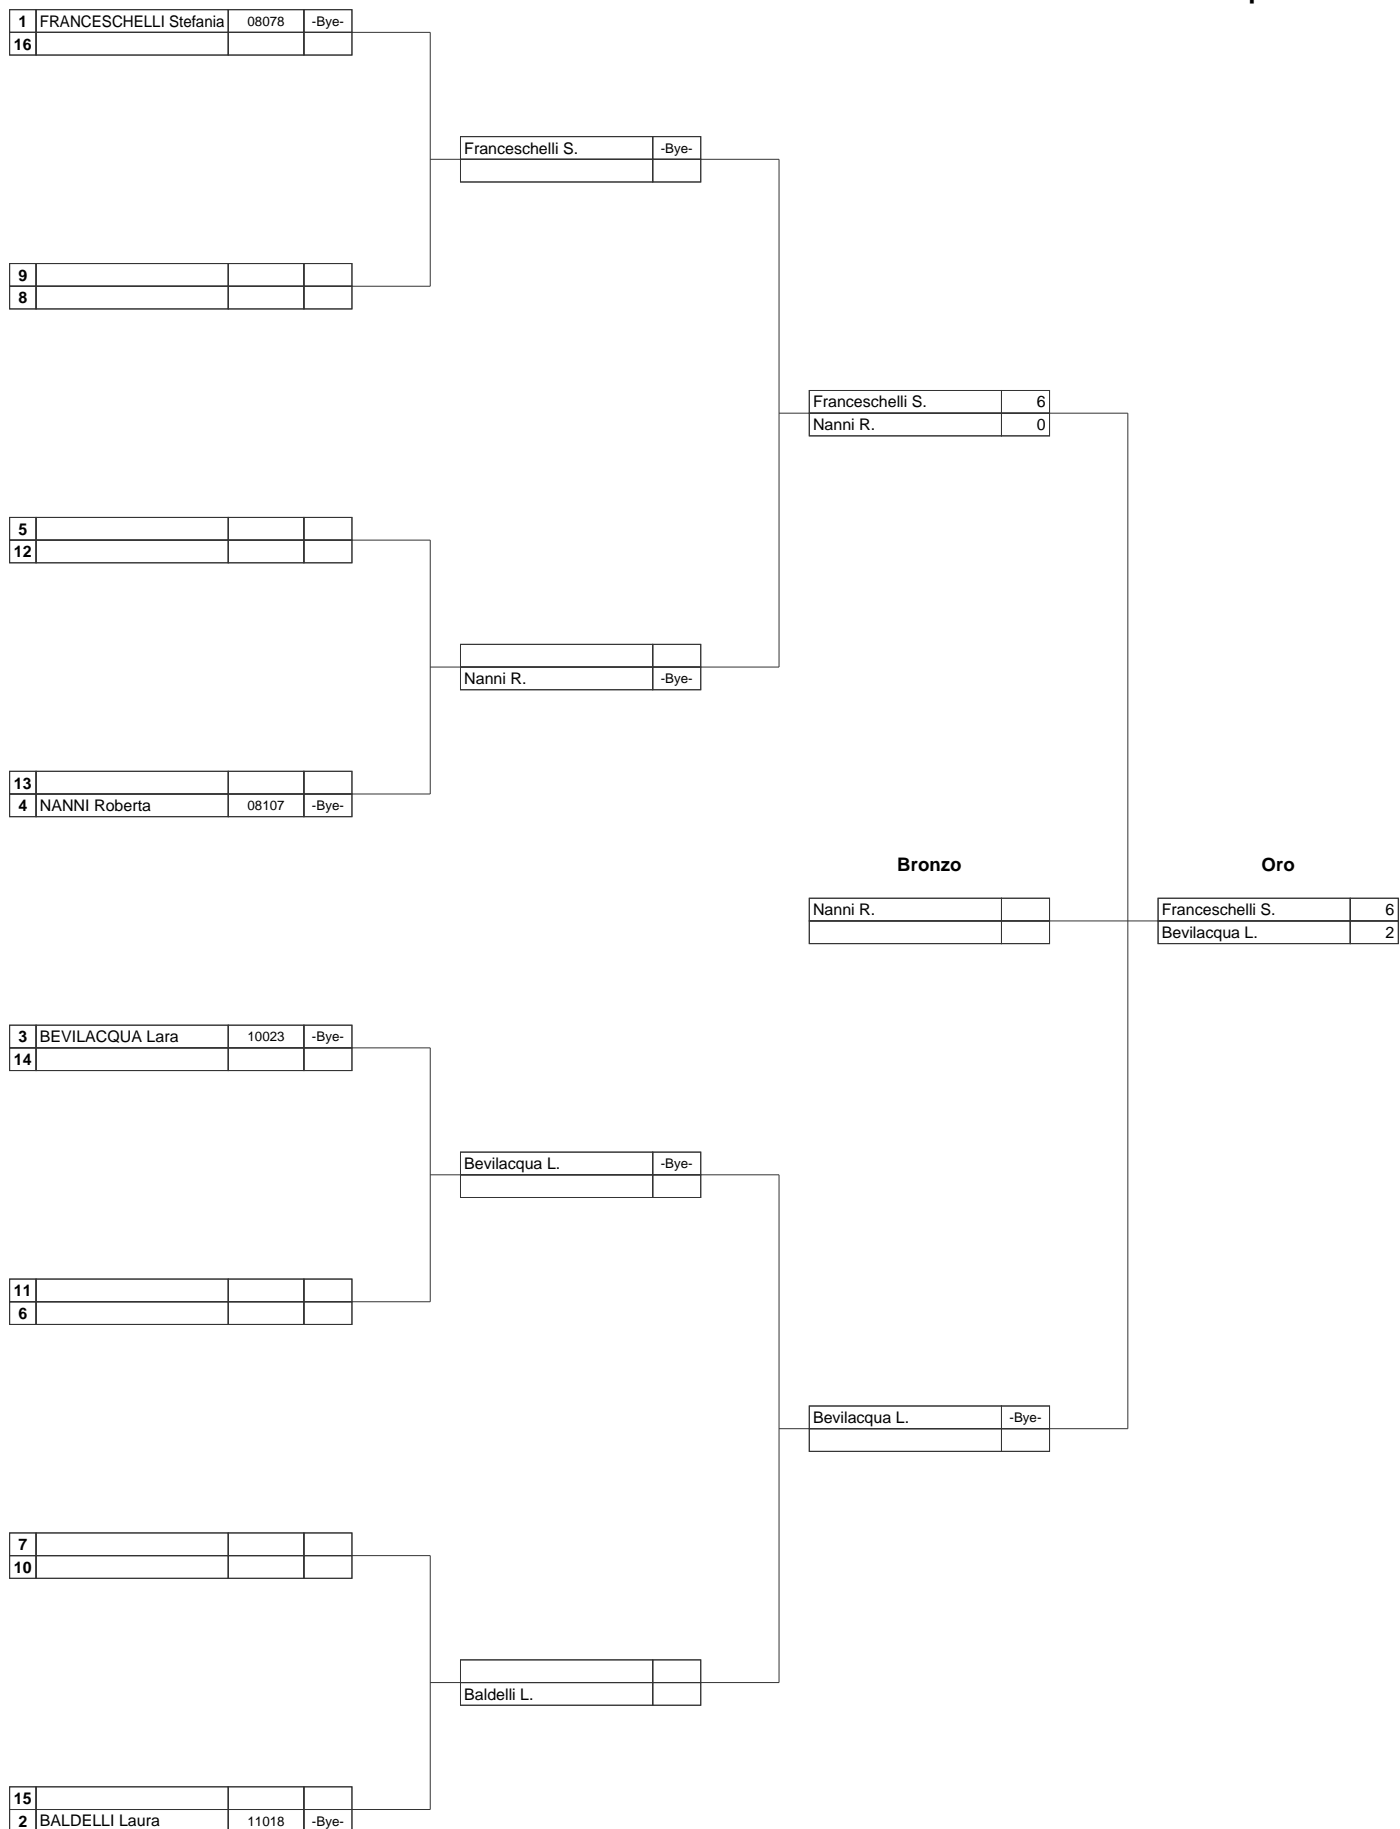 1 FRANCESCHELLI Stefania 08078 -Bye-
16
Franceschelli S. -Bye-
9
8
Franceschelli S. 6
Nanni R. 0
5
12
Nanni R. -Bye-
13
4 NANNI Roberta 08107 -Bye-
Bronzo Oro
Nanni R. Franceschelli S. 6
Bevilacqua L. 2
3 BEVILACQUA Lara 10023 -Bye-
14
Bevilacqua L. -Bye-
11
6
Bevilacqua L. -Bye-
7
10
Baldelli L.
15
2 BALDELLI Laura 11018 -Bye-